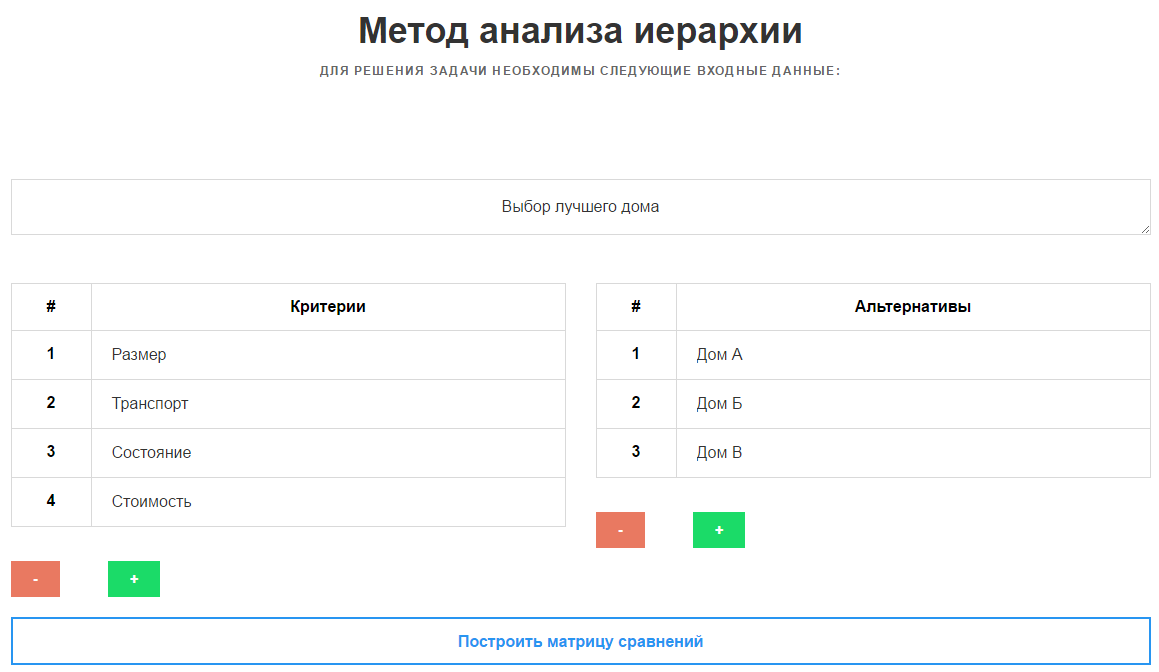 Метод анализа иерархии
ДЛЯ РЕШЕНИЯ ЗАДАЧИ НЕОБХОДИМЫ СЛЕДУЮЩИЕ ВХОДНЫЕ ДАННЫЕ:
Выбор лучшего дома
# Критерии
1 Размер
2 Транспорт
3 Состояние
4 Стоимость
- +
# Альтернативы
1 Дом А
2 Дом Б
3 Дом В
- +
Построить матрицу сравнений